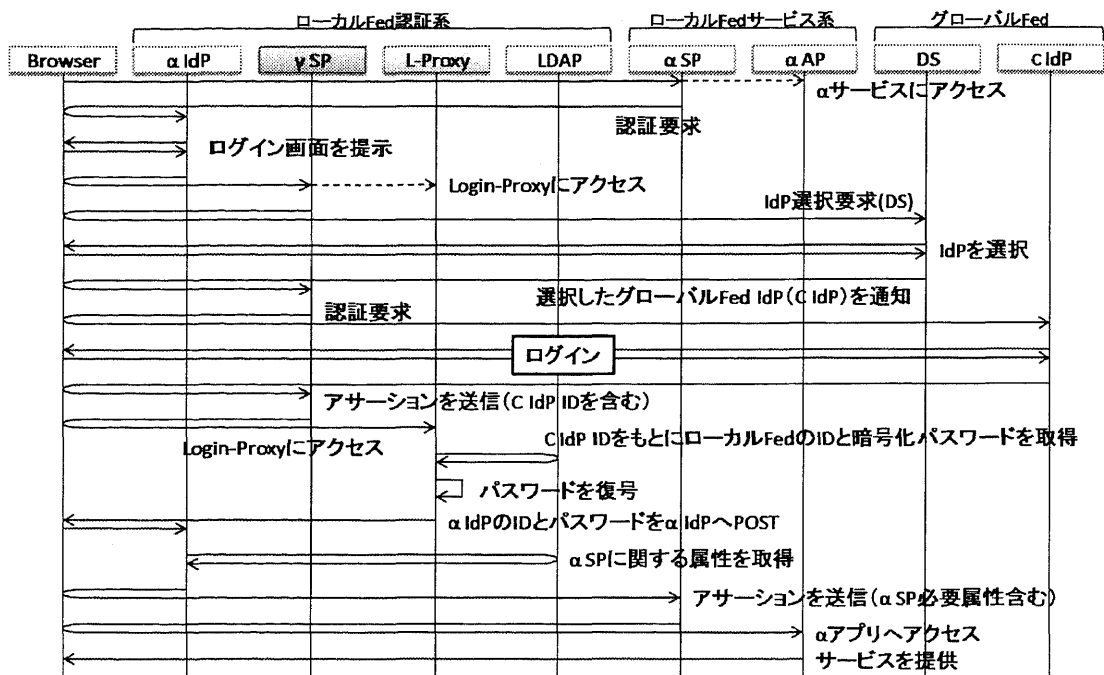 ローカルFed認証系
ローカルFedサービス系
グローバルFed
Browser
α IdP
γ SP
L-Proxy
LDAP
α SP
α AP
DS
C IdP
αサービスにアクセス
認証要求
ログイン画面を提示
Login-Proxyにアクセス
IdP選択要求(DS)
IdPを選択
選択したグローバルFed IdP(C IdP)を通知
認証要求
ログイン
アサーションを送信(C IdP IDを含む)
Login-Proxyにアクセス
C IdP IDをもとにローカルFedのIDと暗号化パスワードを取得
パスワードを復号
α IdPのIDとパスワードをα IdPへPOST
α SPに関する属性を取得
アサーションを送信(α SP必要属性含む)
αアプリへアクセス
サービスを提供